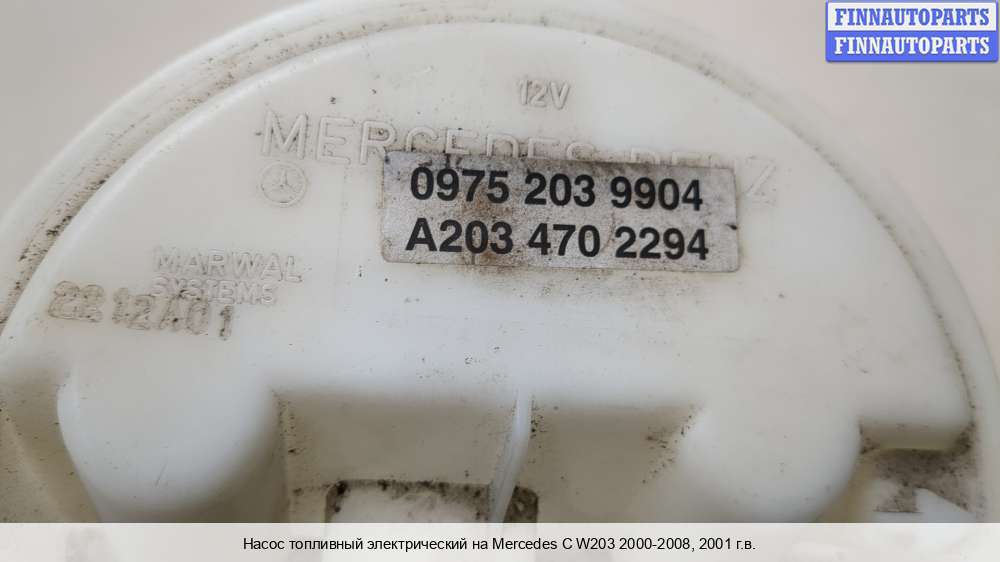 FINNAUTOPARTS
FINNAUTOPARTS
12V
MERCEDES-BENZ
0975 203 9904
A203 470 2294
MARWAL
SYSTEMS
Насос топливный электрический на Mercedes C W203 2000-2008, 2001 г.в.